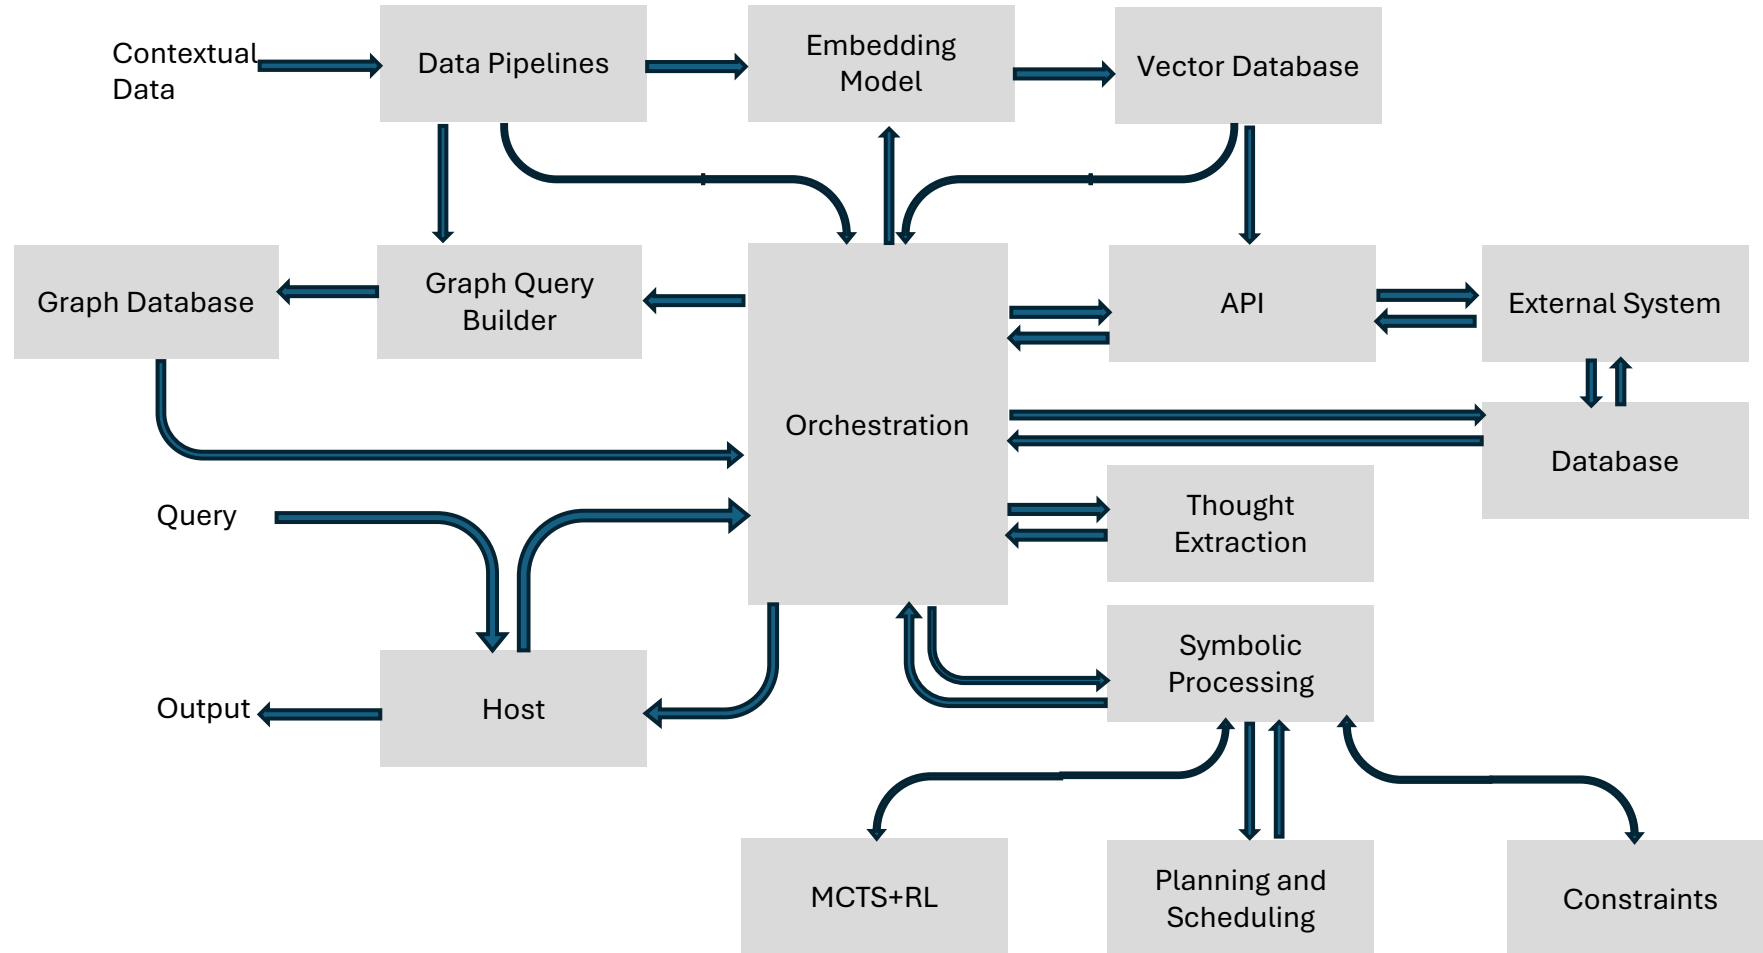 Contextual
Data
Data Pipelines
Embedding
Model
Vector Database
Graph Database
Graph Query
Builder
Orchestration
API
External System
Database
Query
Thought
Extraction
Symbolic
Processing
Output
Host
MCTS+RL
Planning and
Scheduling
Constraints